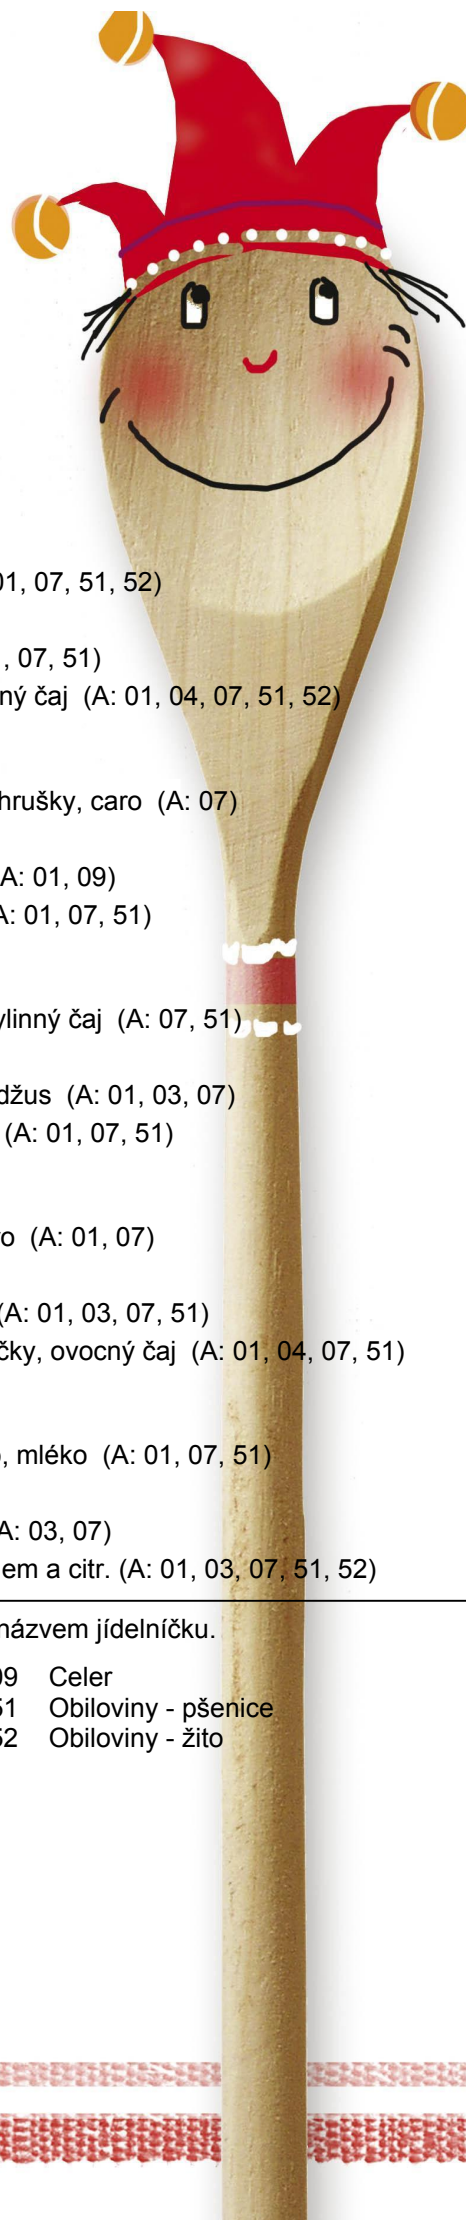 01, 07, 51, 52)
, 07, 51)
ný čaj (A: 01, 04, 07, 51, 52)
hrušky, caro (A: 07)
A: 01, 09)
A: 01, 07, 51)
ylinný čaj (A: 07, 51)
džus (A: 01, 03, 07)
(A: 01, 07, 51)
o (A: 01, 07)
(A: 01, 03, 07, 51)
čky, ovocný čaj (A: 01, 04, 07, 51)
, mléko (A: 01, 07, 51)
A: 03, 07)
em a citr. (A: 01, 03, 07, 51, 52)
názvem jídelníčku.
09 Celer
51 Obiloviny - pšenice
52 Obiloviny - žito